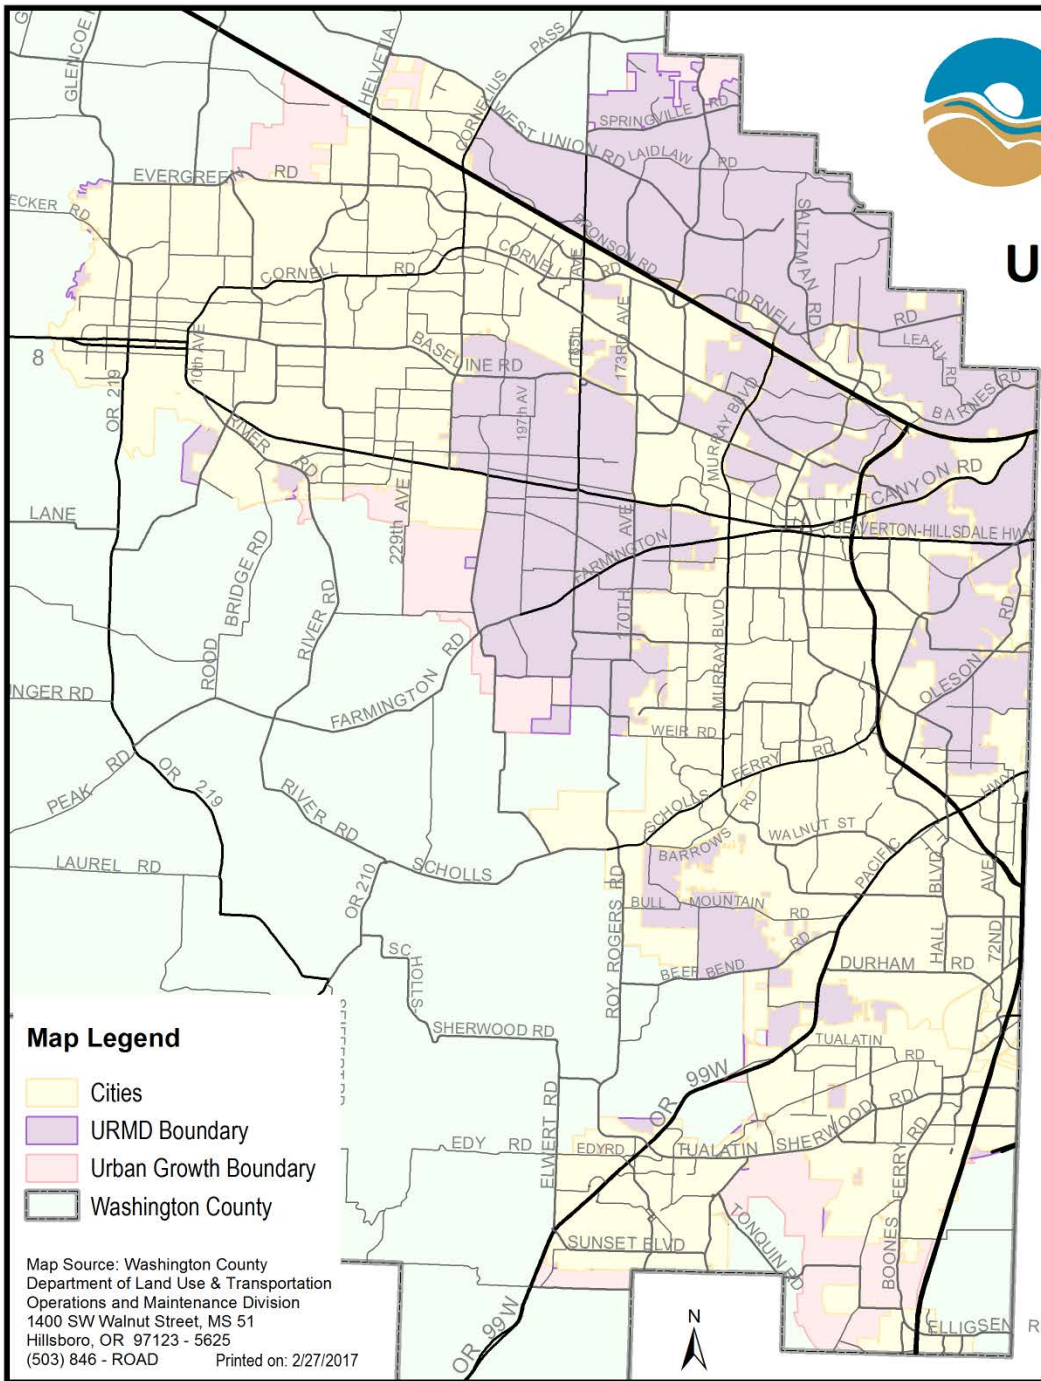 GLENCOE
HELVETIA
PASS
CORNELIUS
WEST UNION RD
SPRINGVILLE RD
LAIDLAW RD
EVERGREEN RD
ECKER RD
SALTZMAN RD
BRONSON RD
U
CORNELL RD
CORNELL RD
CORNELL RD
185th AVE
173RD AVE
LEAHY RD
BARNES RD
8
10th AVE
BASELINE RD
OR 219
197th AV
MURRAY BLVD
RIVER RD
CANYON RD
LANE
229th AVE
BEAVERTON-HILLSDALE HWY
FARMINGTON
170TH AVE
ROOD BRIDGE RD
RIVER RD
MURRAY BLVD
OLESON RD
UNGER RD
FARMINGTON RD
WEIR RD
PEAK RD
OR 219
RIVER RD
SCHOLLS FERRY RD
PACIFIC HWY
BARROWS RD
WALNUT ST
LAUREL RD
SCHOLLS
OR 210
ROY ROGERS RD
BULL MOUNTAIN RD
HALL BLVD
72ND AVE
SC
HOLLS-
BEEF BEND RD
DURHAM RD
SHERWOOD RD
SEIFFERT RD
TUALATIN RD
OR 99W
EDY RD
EDYRD
ELWERT RD
TUALATIN SHERWOOD RD
BOONES FERRY RD
SUNSET BLVD
TONQUIN RD
ELLIGSEN R
OR 99W
N
Map Legend
Cities
URMD Boundary
Urban Growth Boundary
Washington County
Map Source: Washington County
Department of Land Use & Transportation
Operations and Maintenance Division
1400 SW Walnut Street, MS 51
Hillsboro, OR 97123 - 5625
(503) 846 - ROAD Printed on: 2/27/2017